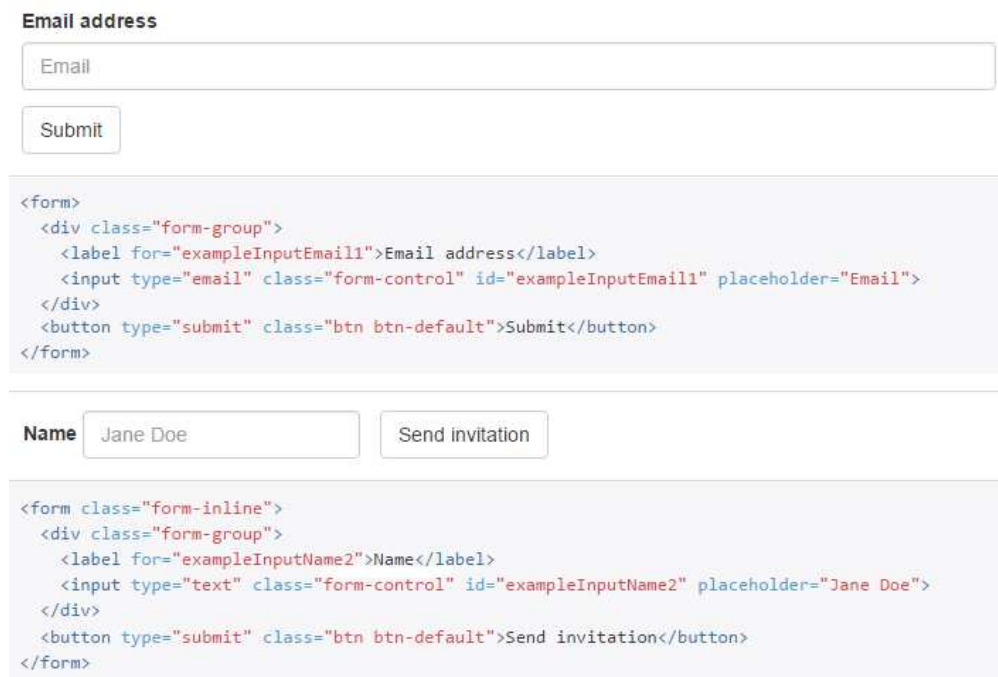 Email address
Email
Submit
<form>
  <div class="form-group">
    <label for="exampleInputEmail1">Email address</label>
    <input type="email" class="form-control" id="exampleInputEmail1" placeholder="Email">
  </div>
  <button type="submit" class="btn btn-default">Submit</button>
</form>
Name Jane Doe Send invitation
<form class="form-inline">
  <div class="form-group">
    <label for="exampleInputName2">Name</label>
    <input type="text" class="form-control" id="exampleInputName2" placeholder="Jane Doe">
  </div>
  <button type="submit" class="btn btn-default">Send invitation</button>
</form>